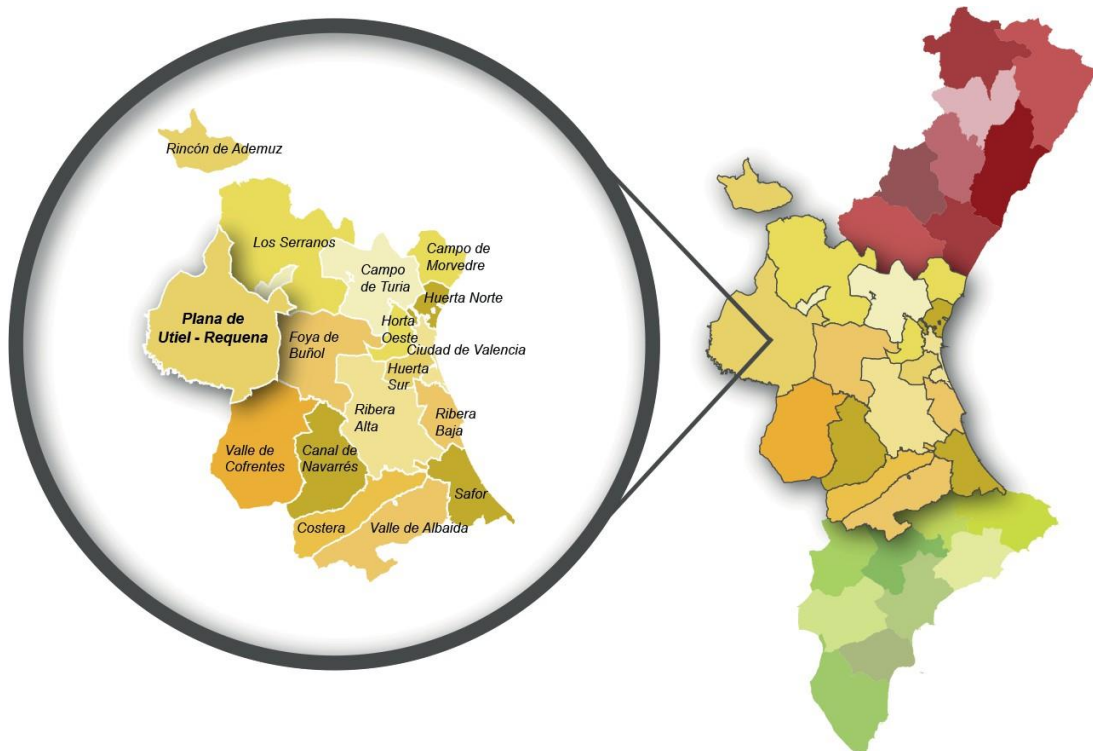 Rincón de Ademuz
Los Serranos
Campo de
Morvedre
Campo
de Turia
Huerta Norte
Plana de
Utiel - Requena
Foya de
Buñol
Horta
Oeste
Ciudad de Valencia
Huerta
Sur
Ribera
Alta
Ribera
Baja
Valle de
Cofrentes
Canal de
Navarrés
Safor
Costera
Valle de Albaida